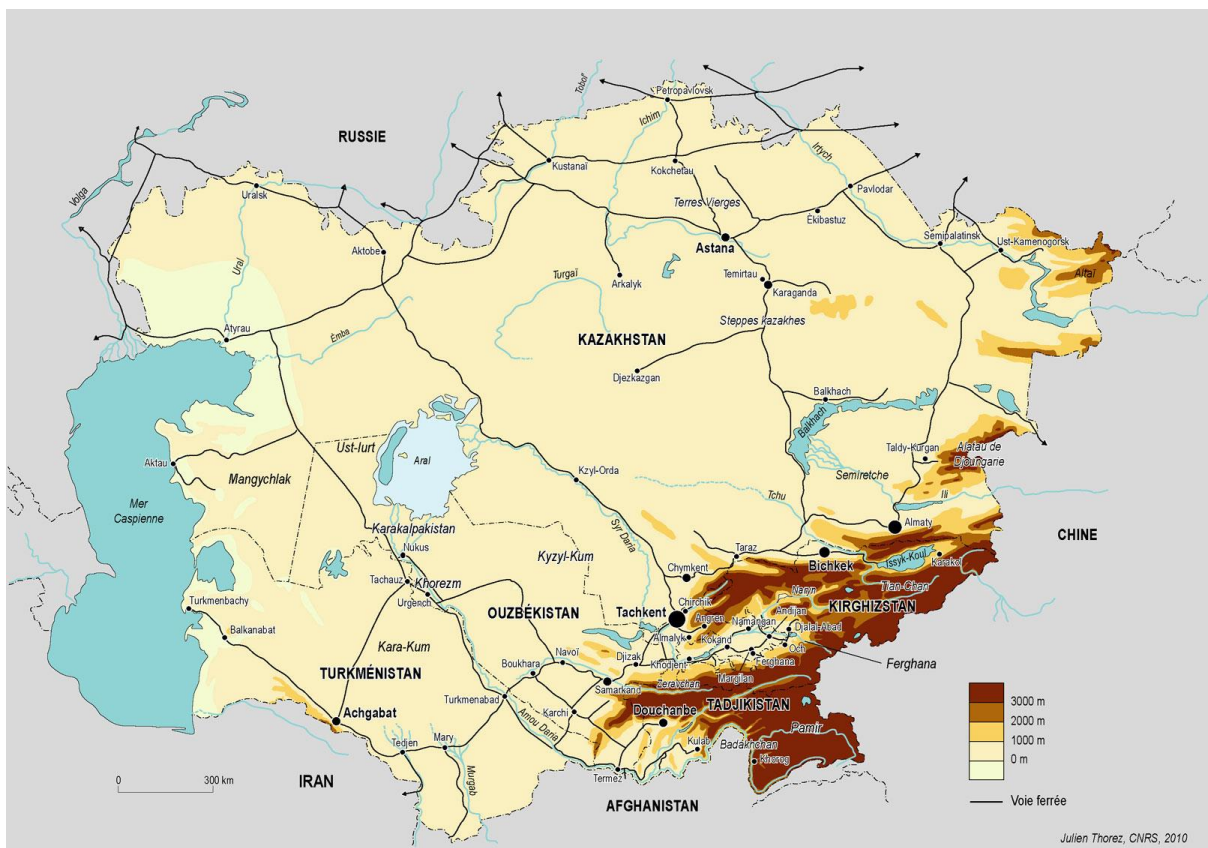 Petropavlovsk
Tobol'
Ichim
RUSSIE
Irtych
Kustanaï
Kokchetau
Volga
Uralsk
Pavlodar
Terres Vierges
Ékibastuz
Astana
Semipalatinsk
Ust-Kamenogorsk
Aktobe
Ural
Turgaï
Arkalyk
Temirtau
Karaganda
Altaï
Steppes kazakhes
Atyrau
Émba
KAZAKHSTAN
Djezkazgan
Balkhach
Balkhach
Ust-Iurt
Aral
Taldy-Kurgan
Alatau de
Djoungarie
Aktau
Mangychlak
Kzyl-Orda
Semiretche
Tchu
Ili
Mer
Caspienne
Syr Daria
Almaty
CHINE
Karakalpakistan
Nukus
Kyzyl-Kum
Taraz
Bichkek
Issyk-Koul
Karakol
Chymkent
Tian-Chan
Tachauz
Khorezm
Urgench
Naryn
KIRGHIZSTAN
Turkmenbachy
OUZBÉKISTAN
Tachkent
Chirchik
Angren
Namangan
Andijan
Djalal-Abad
Balkanabat
Kara-Kum
Almalyk
Kokand
Och
Navoï
Djizak
Khodjent
Ferghana
Ferghana
Boukhara
Margilan
TURKMÉNISTAN
Samarkand
Zeravchan
Turkmenabad
TADJIKISTAN
Achgabat
Karchi
Douchanbe
Amou Daria
Pamir
Tedjen
Mary
Kulab
Badakhchan
Khorog
Murgab
Termez
IRAN
AFGHANISTAN
0 300 km
3000 m
2000 m
1000 m
0 m
Voie ferrée
Julien Thorez, CNRS, 2010